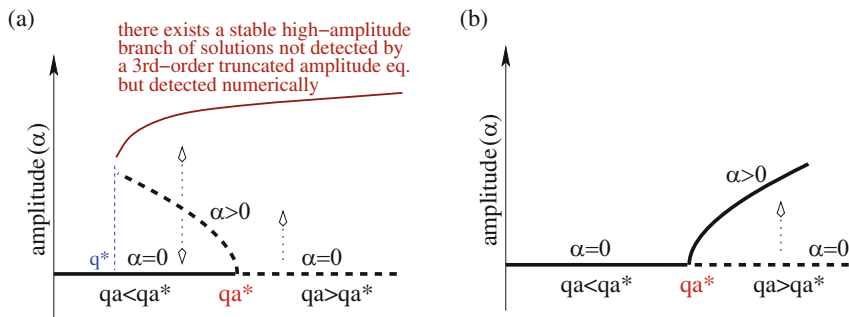 (a)
there exists a stable high−amplitude
branch of solutions not detected by
a 3rd−order truncated amplitude eq.
but detected numerically
amplitude(α)
α>0
q*
α=0
α=0
qa<qa*
qa*
qa>qa*
(b)
amplitude(α)
α>0
α=0
α=0
qa<qa*
qa*
qa>qa*